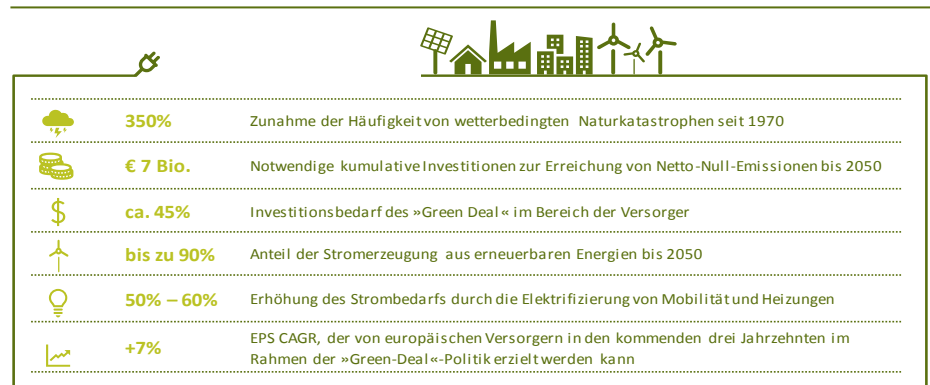 350% Zunahme der Häufigkeit von wetterbedingten Naturkatastrophen seit 1970
€ 7 Bio. Notwendige kumulative Investitionen zur Erreichung von Netto-Null-Emissionen bis 2050
ca. 45% Investitionsbedarf des »Green Deal« im Bereich der Versorger
bis zu 90% Anteil der Stromerzeugung aus erneuerbaren Energien bis 2050
50% – 60% Erhöhung des Strombedarfs durch die Elektrifizierung von Mobilität und Heizungen
+7% EPS CAGR, der von europäischen Versorgern in den kommenden drei Jahrzehnten im
Rahmen der »Green-Deal«-Politik erzielt werden kann